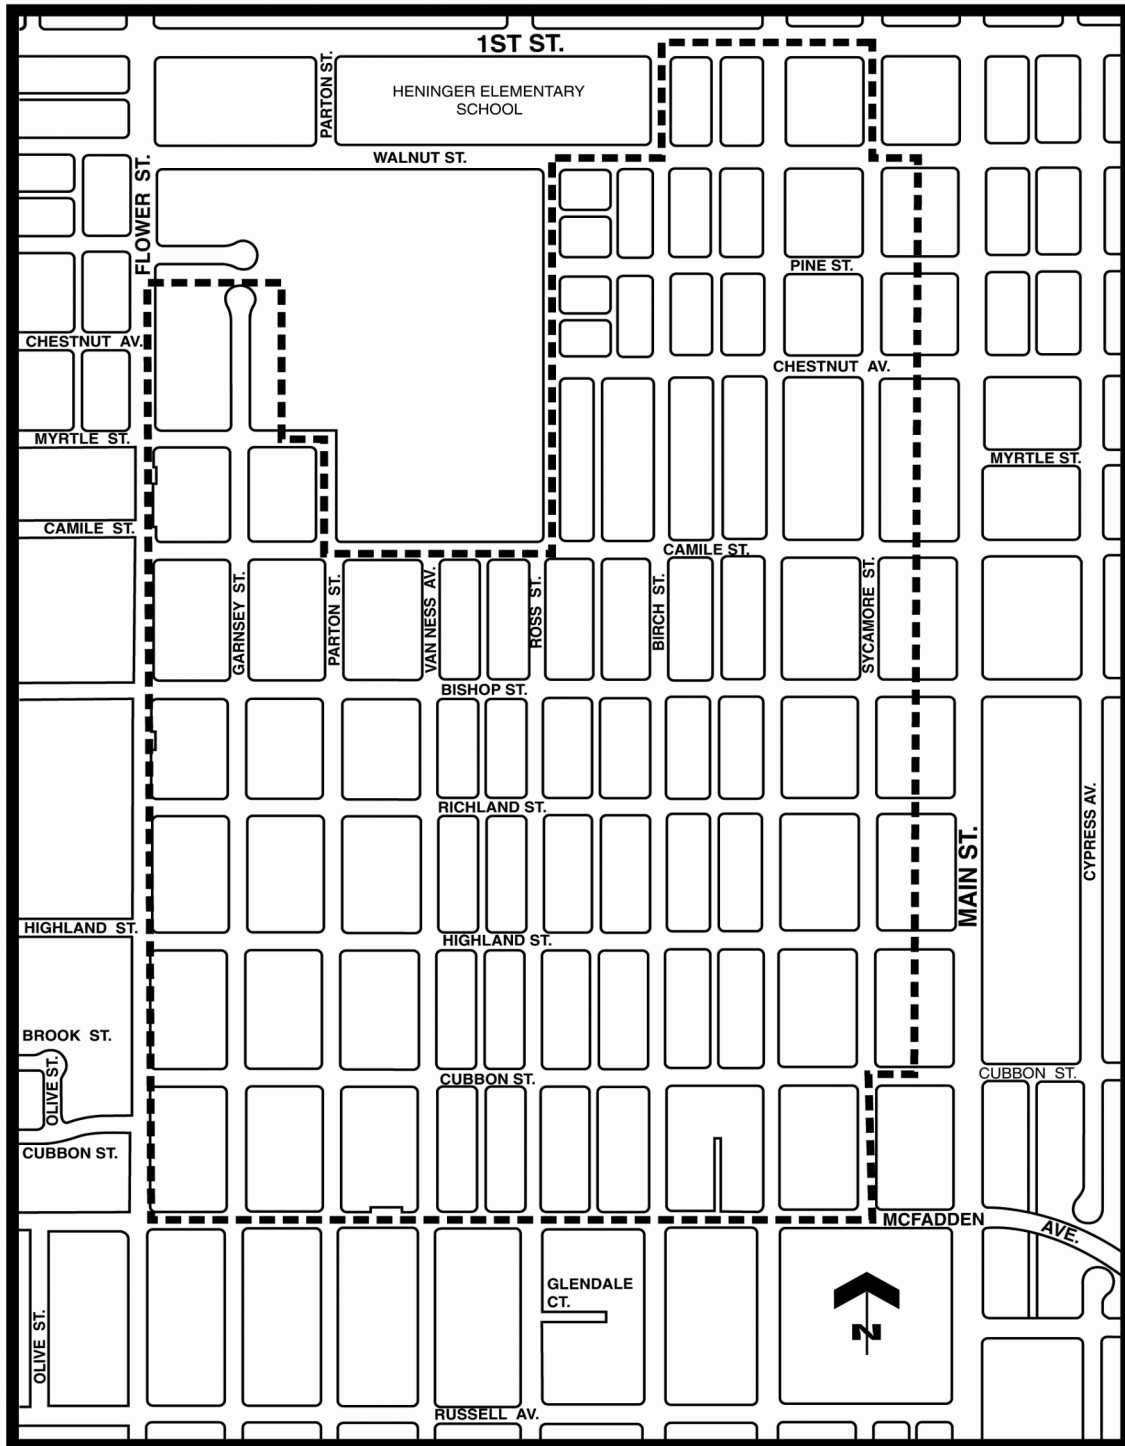 1ST ST.
PARTON ST.
HENINGER ELEMENTARY
SCHOOL
WALNUT ST.
FLOWER ST.
PINE ST.
CHESTNUT AV.
CHESTNUT AV.
MYRTLE ST.
MYRTLE ST.
CAMILE ST.
CAMILE ST.
GARNSEY ST.
PARTON ST.
VAN NESS AV.
ROSS ST.
BIRCH ST.
SYCAMORE ST.
BISHOP ST.
RICHLAND ST.
CYPRESS AV.
MAIN ST.
HIGHLAND ST.
HIGHLAND ST.
BROOK ST.
OLIVE ST.
CUBBON ST.
CUBBON ST.
CUBBON ST.
MCFADDEN
AVE.
GLENDALE
CT.
N
OLIVE ST.
RUSSELL AV.